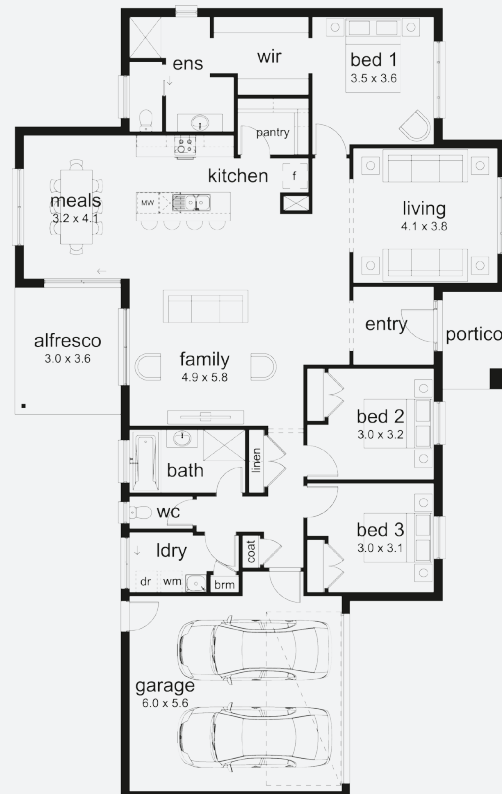 ens
wir
bed 1
3.5 x 3.6
pantry
kitchen
f
meals
3.2 x 4.1
MW
living
4.1 x 3.8
entry
portico
alfresco
3.0 x 3.6
family
4.9 x 5.8
bed 2
3.0 x 3.2
linen
bath
wc
bed 3
3.0 x 3.1
ldry
coat
dr
wm
brm
garage
6.0 x 5.6